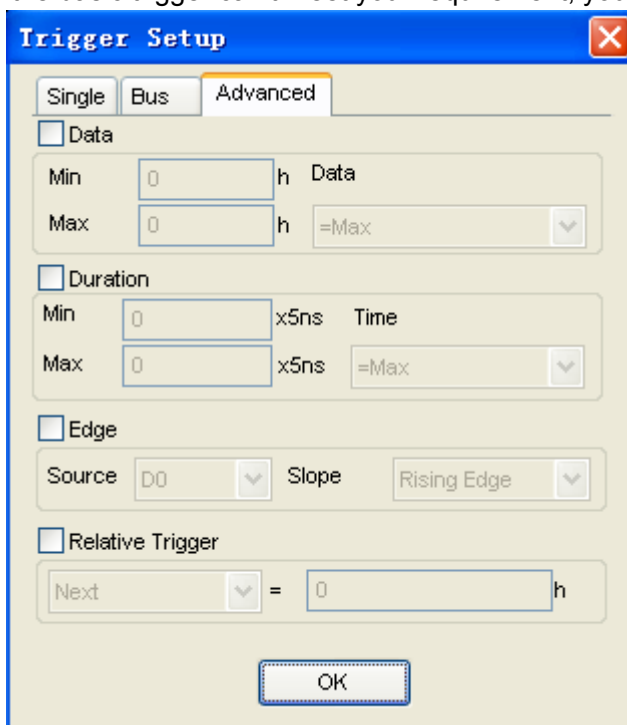 Trigger Setup
Single Bus Advanced
Data
Min 0 h Data
Max 0 h =Max
Duration
Min 0 x5ns Time
Max 0 x5ns =Max
Edge
Source D0 Slope Rising Edge
Relative Trigger
Next = 0 h
OK